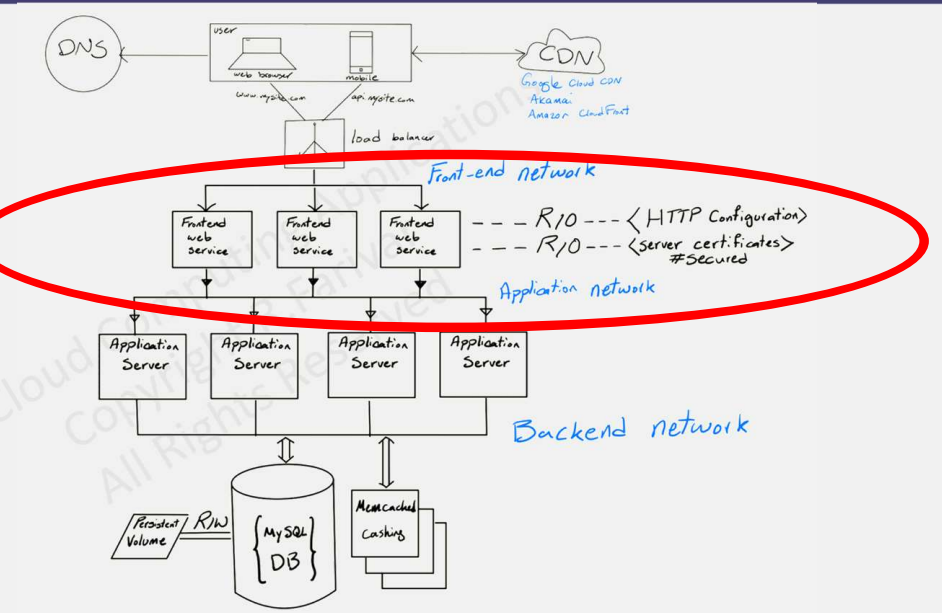 user
DNS
web browser
mobile
CDN
Google Cloud CDN
Akamai
Amazon CloudFront
www.mysite.com
api.mysite.com
load balancer
Front-end network
Frontend
web
service
Frontend
web
service
Frontend
web
service
--- R/O --- <HTTP Configuration>
--- R/O --- <server certificates>
#secured
Application network
Application
Server
Application
Server
Application
Server
Application
Server
Backend network
Persistent
Volume
R/W
{MySQL
DB}
Memcached
Cashing
Cloud Computing Applications
Copyright R. Farivar
All Rights Reserved